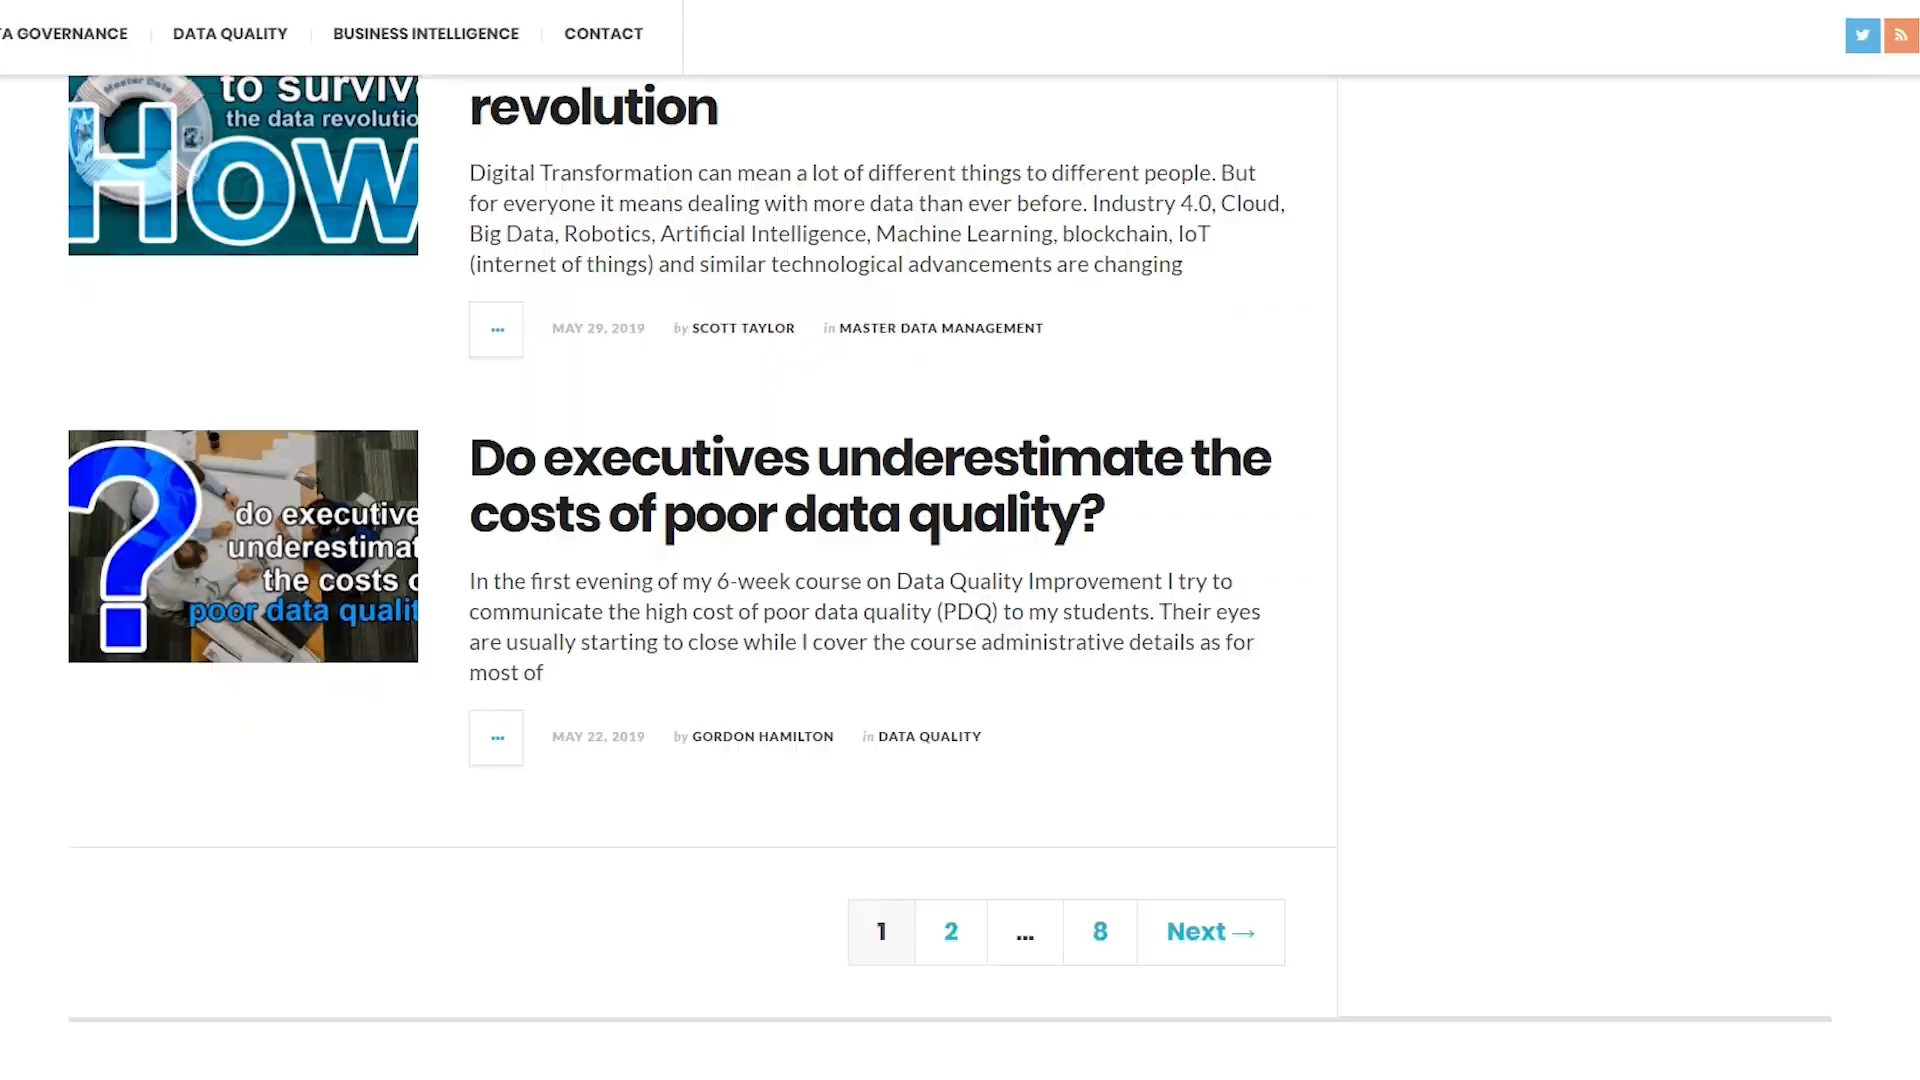 A GOVERNANCE
DATA QUALITY
BUSINESS INTELLIGENCE
CONTACT
Master Data
to surviv
the data revolutio
How
revolution
Digital Transformation can mean a lot of different things to different people. But
for everyone it means dealing with more data than ever before. Industry 4.0, Cloud,
Big Data, Robotics, Artificial Intelligence, Machine Learning, blockchain, IoT
(internet of things) and similar technological advancements are changing
... MAY 29, 2019 by SCOTT TAYLOR in MASTER DATA MANAGEMENT
?
do executive
underestimat
the costs o
poor data qualit
Do executives underestimate the
costs of poor data quality?
In the first evening of my 6-week course on Data Quality Improvement I try to
communicate the high cost of poor data quality (PDQ) to my students. Their eyes
are usually starting to close while I cover the course administrative details as for
most of
... MAY 22, 2019 by GORDON HAMILTON in DATA QUALITY
1 2 ... 8 Next →